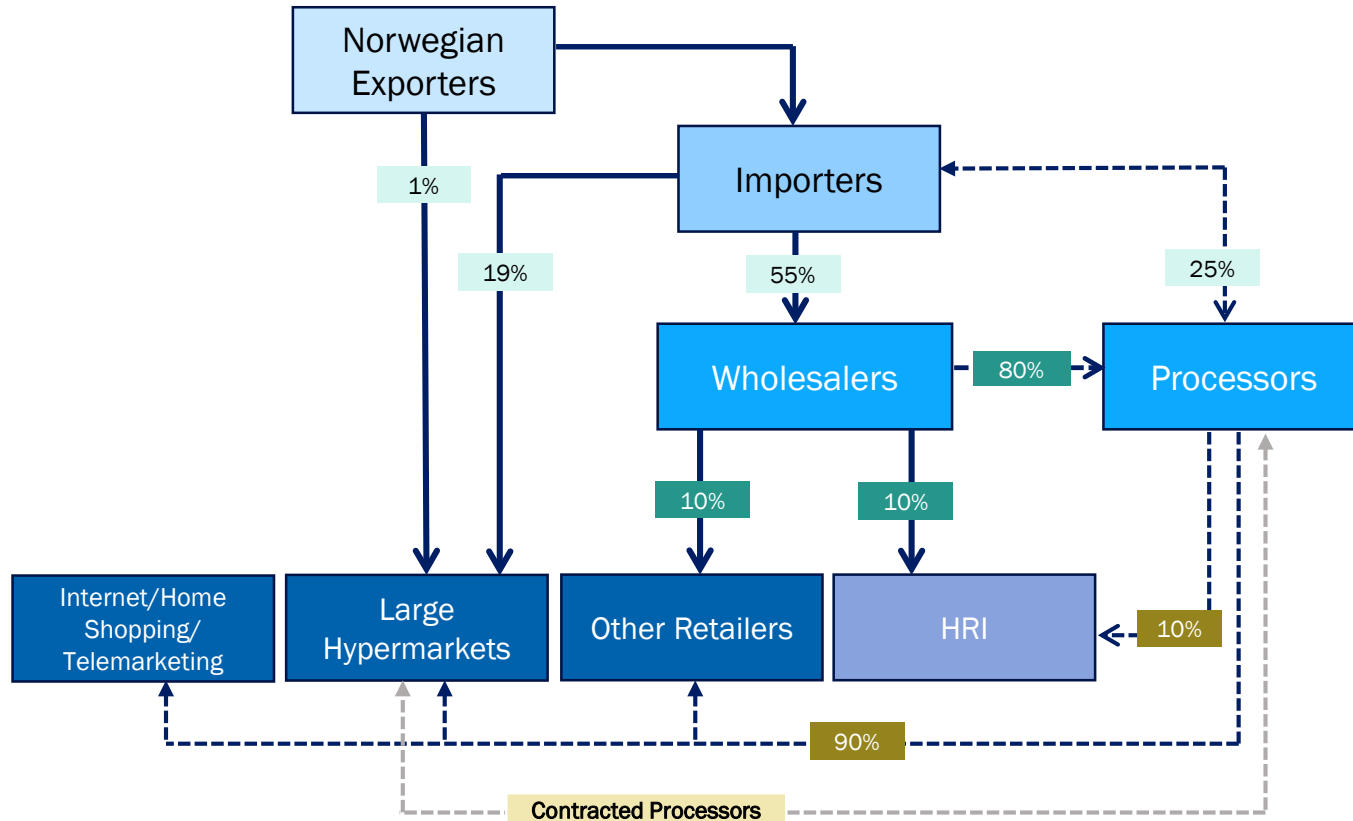 Norwegian
Exporters
Importers
1%
19%
55%
25%
Wholesalers
80%
Processors
10%
10%
Internet/Home
Shopping/
Telemarketing
Large
Hypermarkets
Other Retailers
HRI
10%
90%
Contracted Processors